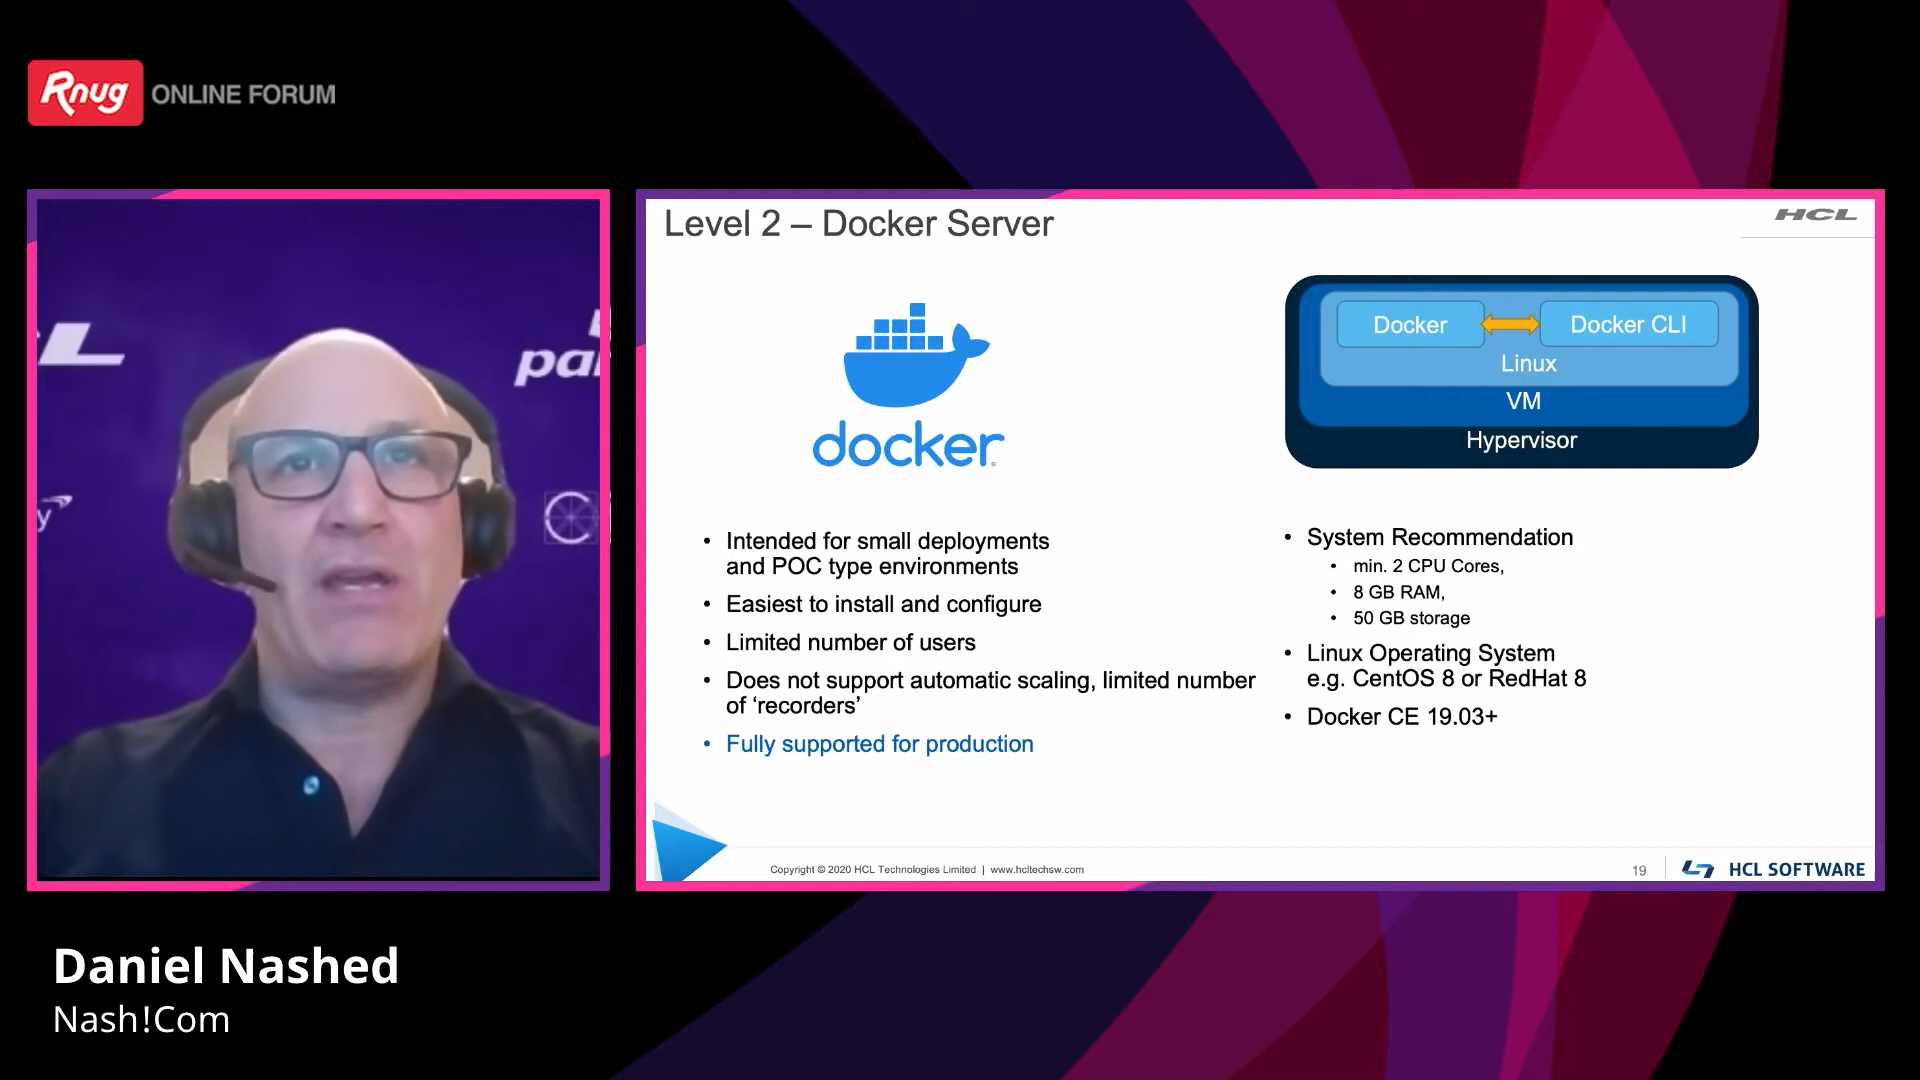 Rnug ONLINE FORUM
Level 2 – Docker Server
HCL
docker
Docker
Docker CLI
Linux
VM
Hypervisor
• Intended for small deployments
and POC type environments
• Easiest to install and configure
• Limited number of users
• Does not support automatic scaling, limited number
of ‘recorders’
• Fully supported for production
• System Recommendation
• min. 2 CPU Cores,
• 8 GB RAM,
• 50 GB storage
• Linux Operating System
e.g. CentOS 8 or RedHat 8
• Docker CE 19.03+
Copyright © 2020 HCL Technologies Limited | www.hcltechsw.com
19
HCL SOFTWARE
Daniel Nashed
Nash!Com